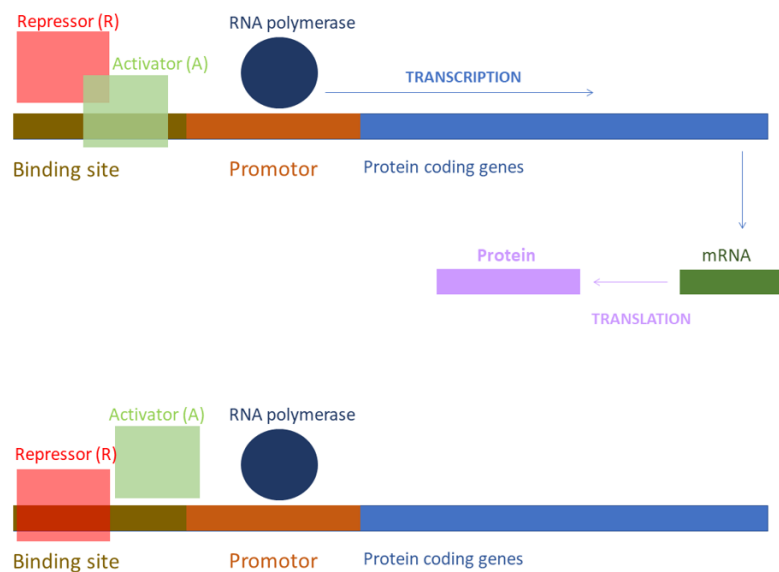 Repressor (R)
RNA polymerase
Activator (A)
TRANSCRIPTION
Binding site
Promotor
Protein coding genes
Protein
mRNA
TRANSLATION
Activator (A)
RNA polymerase
Repressor (R)
Binding site
Promotor
Protein coding genes